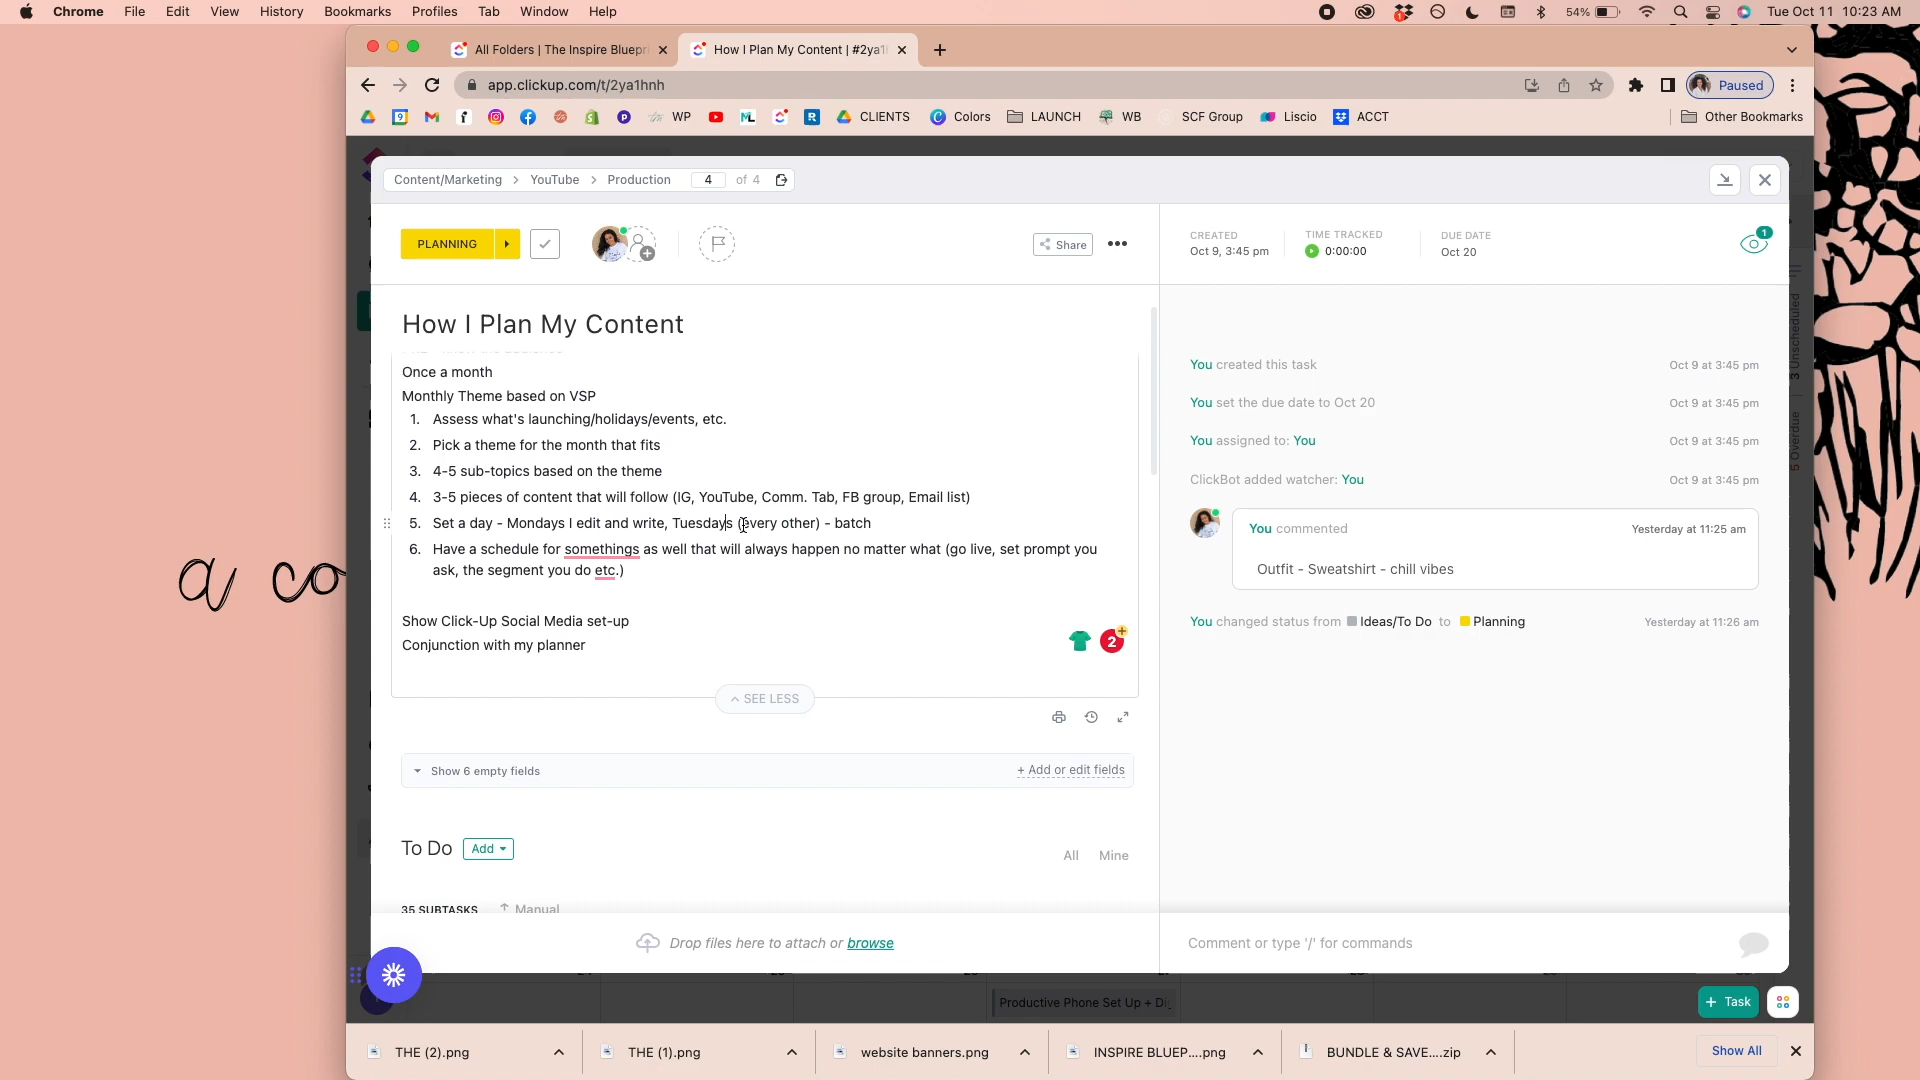 Chrome File Edit View History Bookmarks Profiles Tab Window Help
1 54% Tue Oct 11 10:23 AM
All Folders | The Inspire Bluepri
How I Plan My Content | #2ya1h
app.clickup.com/t/2ya1hnh
Paused
WP CLIENTS Colors LAUNCH WB SCF Group Liscio ACCT Other Bookmarks
Content/Marketing > YouTube > Production 4 of 4
PLANNING
Share
CREATED
Oct 9, 3:45 pm
TIME TRACKED
0:00:00
DUE DATE
Oct 20
1
How I Plan My Content
Once a month
Monthly Theme based on VSP
1. Assess what's launching/holidays/events, etc.
2. Pick a theme for the month that fits
3. 4-5 sub-topics based on the theme
4. 3-5 pieces of content that will follow (IG, YouTube, Comm. Tab, FB group, Email list)
5. Set a day - Mondays I edit and write, Tuesdays (every other) - batch
6. Have a schedule for somethings as well that will always happen no matter what (go live, set prompt you
ask, the segment you do etc.)
Show Click-Up Social Media set-up
Conjunction with my planner
2
SEE LESS
Show 6 empty fields
+ Add or edit fields
To Do Add
All Mine
35 SUBTASKS Manual
Drop files here to attach or browse
You created this task Oct 9 at 3:45 pm
You set the due date to Oct 20 Oct 9 at 3:45 pm
You assigned to: You Oct 9 at 3:45 pm
ClickBot added watcher: You Oct 9 at 3:45 pm
You commented Yesterday at 11:25 am
Outfit - Sweatshirt - chill vibes
You changed status from Ideas/To Do to Planning Yesterday at 11:26 am
Comment or type '/' for commands
3 Unscheduled
5 Overdue
a co
Productive Phone Set Up + Di
+ Task
THE (2).png
THE (1).png
website banners.png
INSPIRE BLUEP....png
BUNDLE & SAVE....zip
Show All